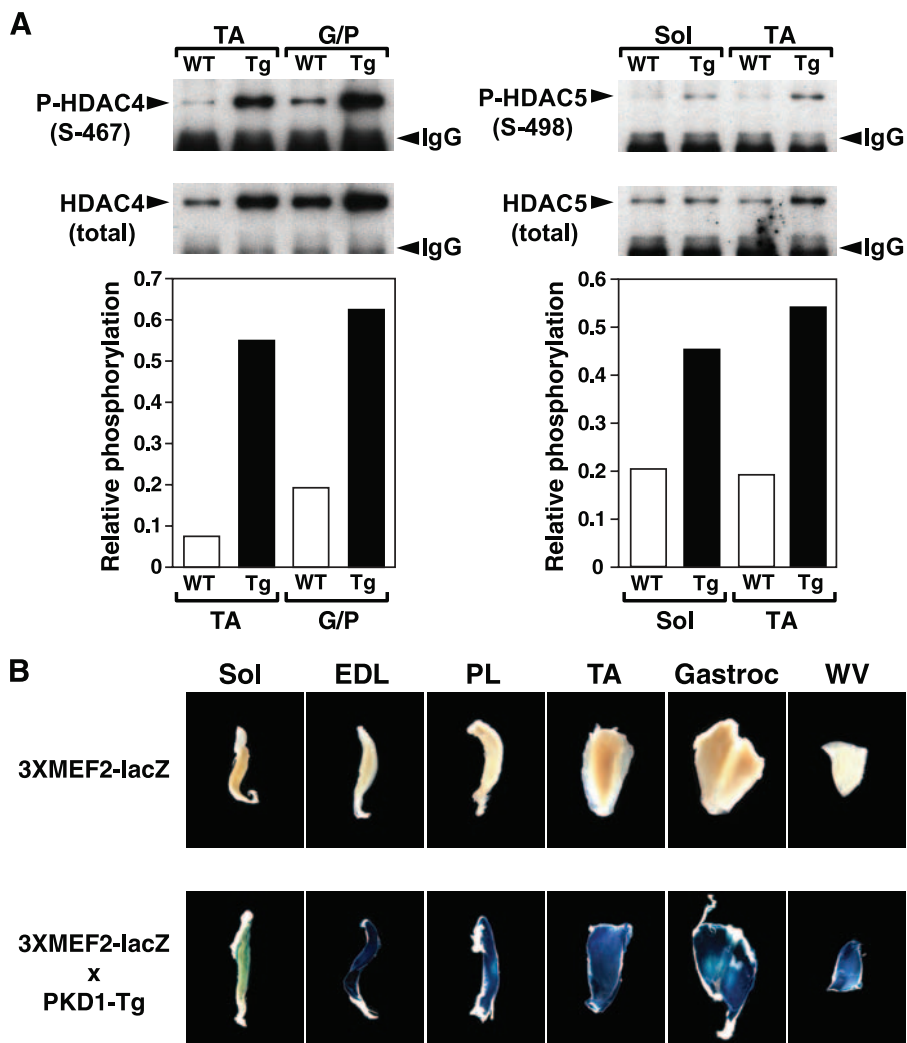 A
TA G/P
WT Tg WT Tg
P-HDAC4
(S-467)
IgG
HDAC4
(total)
IgG
Relative phosphorylation
0.7
0.6
0.5
0.4
0.3
0.2
0.1
0
WT Tg WT Tg
TA G/P
Sol TA
WT Tg WT Tg
P-HDAC5
(S-498)
IgG
HDAC5
(total)
IgG
Relative phosphorylation
0.6
0.5
0.4
0.3
0.2
0.1
0
WT Tg WT Tg
Sol TA
B
Sol EDL PL TA Gastroc WV
3XMEF2-lacZ
3XMEF2-lacZ
x
PKD1-Tg